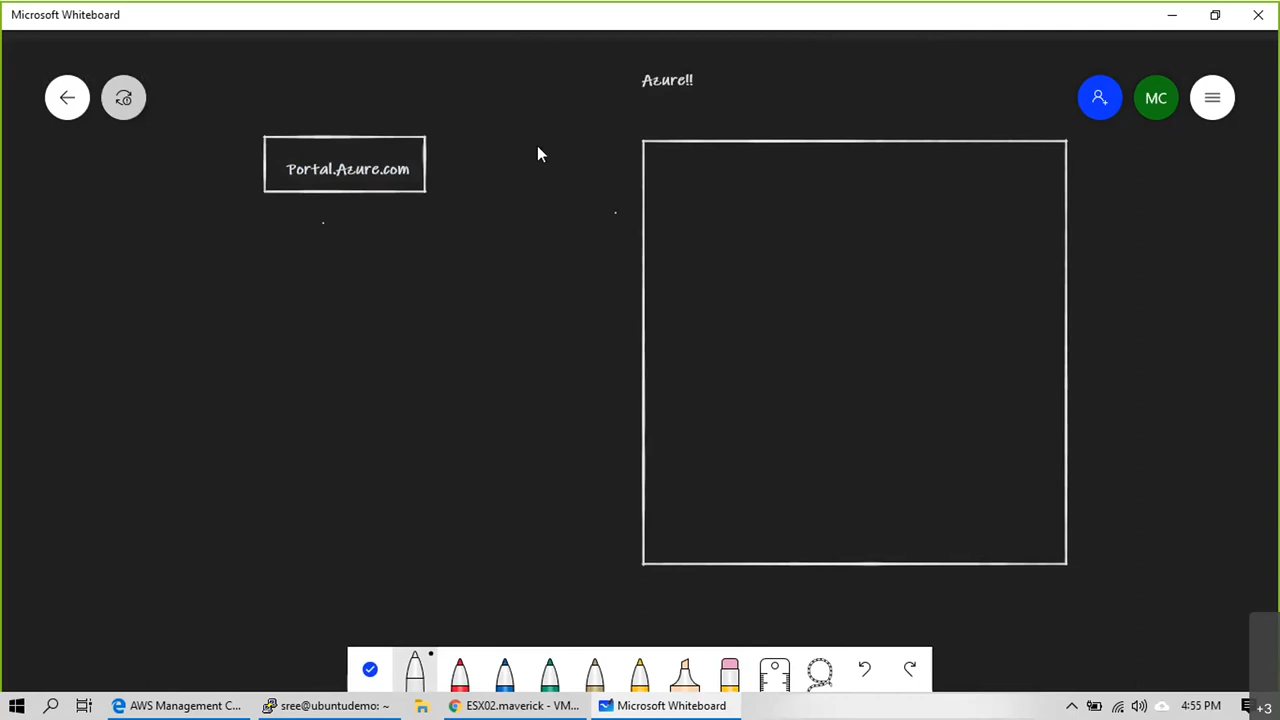 Microsoft Whiteboard
Azure!!
MC
Portal.Azure.com
AWS Management C...
sree@ubuntudemo: ~
ESX02.maverick - VM...
Microsoft Whiteboard
4:55 PM
+3